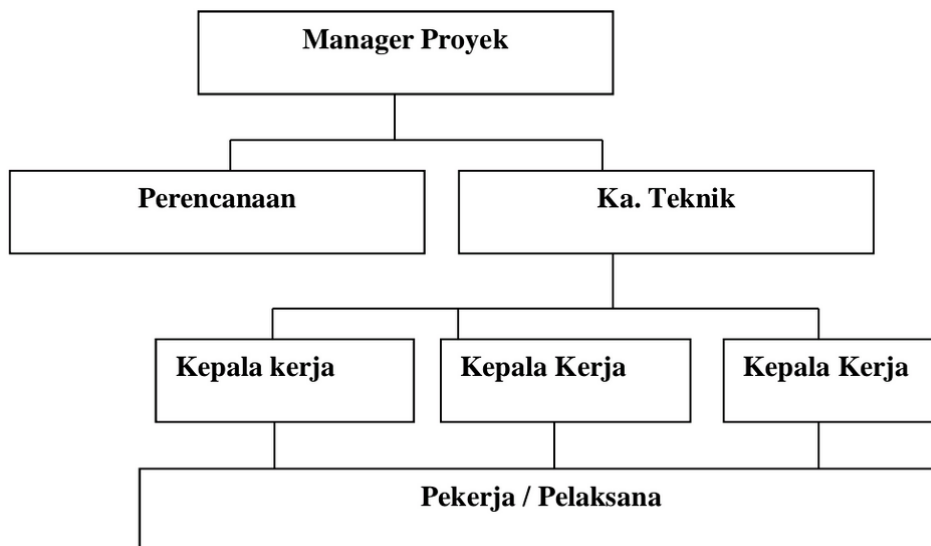 Manager Proyek
Perencanaan
Ka. Teknik
Kepala kerja
Kepala Kerja
Kepala Kerja
Pekerja / Pelaksana